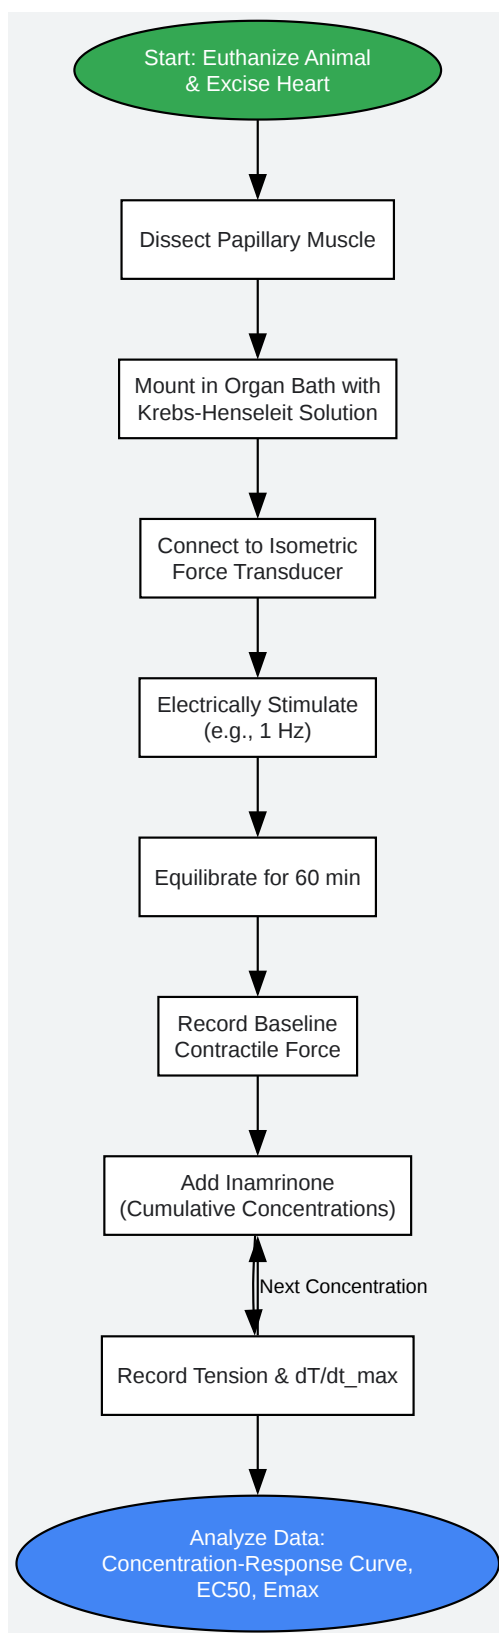 Start: Euthanize Animal
& Excise Heart
Dissect Papillary Muscle
Mount in Organ Bath with
Krebs-Henseleit Solution
Connect to Isometric
Force Transducer
Electrically Stimulate
(e.g., 1 Hz)
Equilibrate for 60 min
Record Baseline
Contractile Force
Add Inamrinone
(Cumulative Concentrations)
Next Concentration
Record Tension & dT/dt_max
Analyze Data:
Concentration-Response Curve,
EC50, Emax